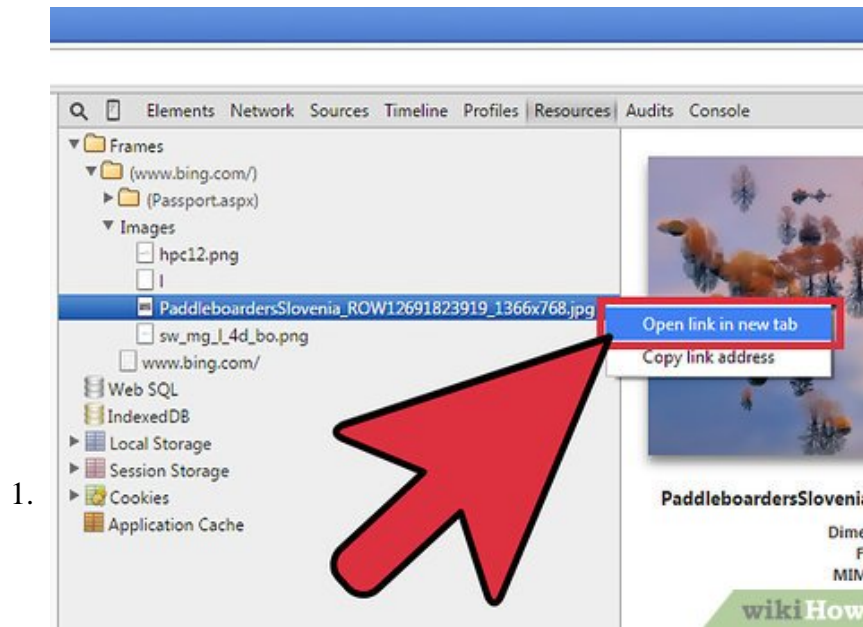 Elements Network Sources Timeline Profiles Resources Audits Console
Frames
(www.bing.com/)
(Passport.aspx)
Images
hpc12.png
l
PaddleboardersSlovenia_ROW12691823919_1366x768.jpg
Open link in new tab
sw_mg_l_4d_bo.png
Copy link address
www.bing.com/
Web SQL
IndexedDB
Local Storage
Session Storage
1.
Cookies
PaddleboardersSlovenia
Application Cache
Dime
F
MIM
wikiHow